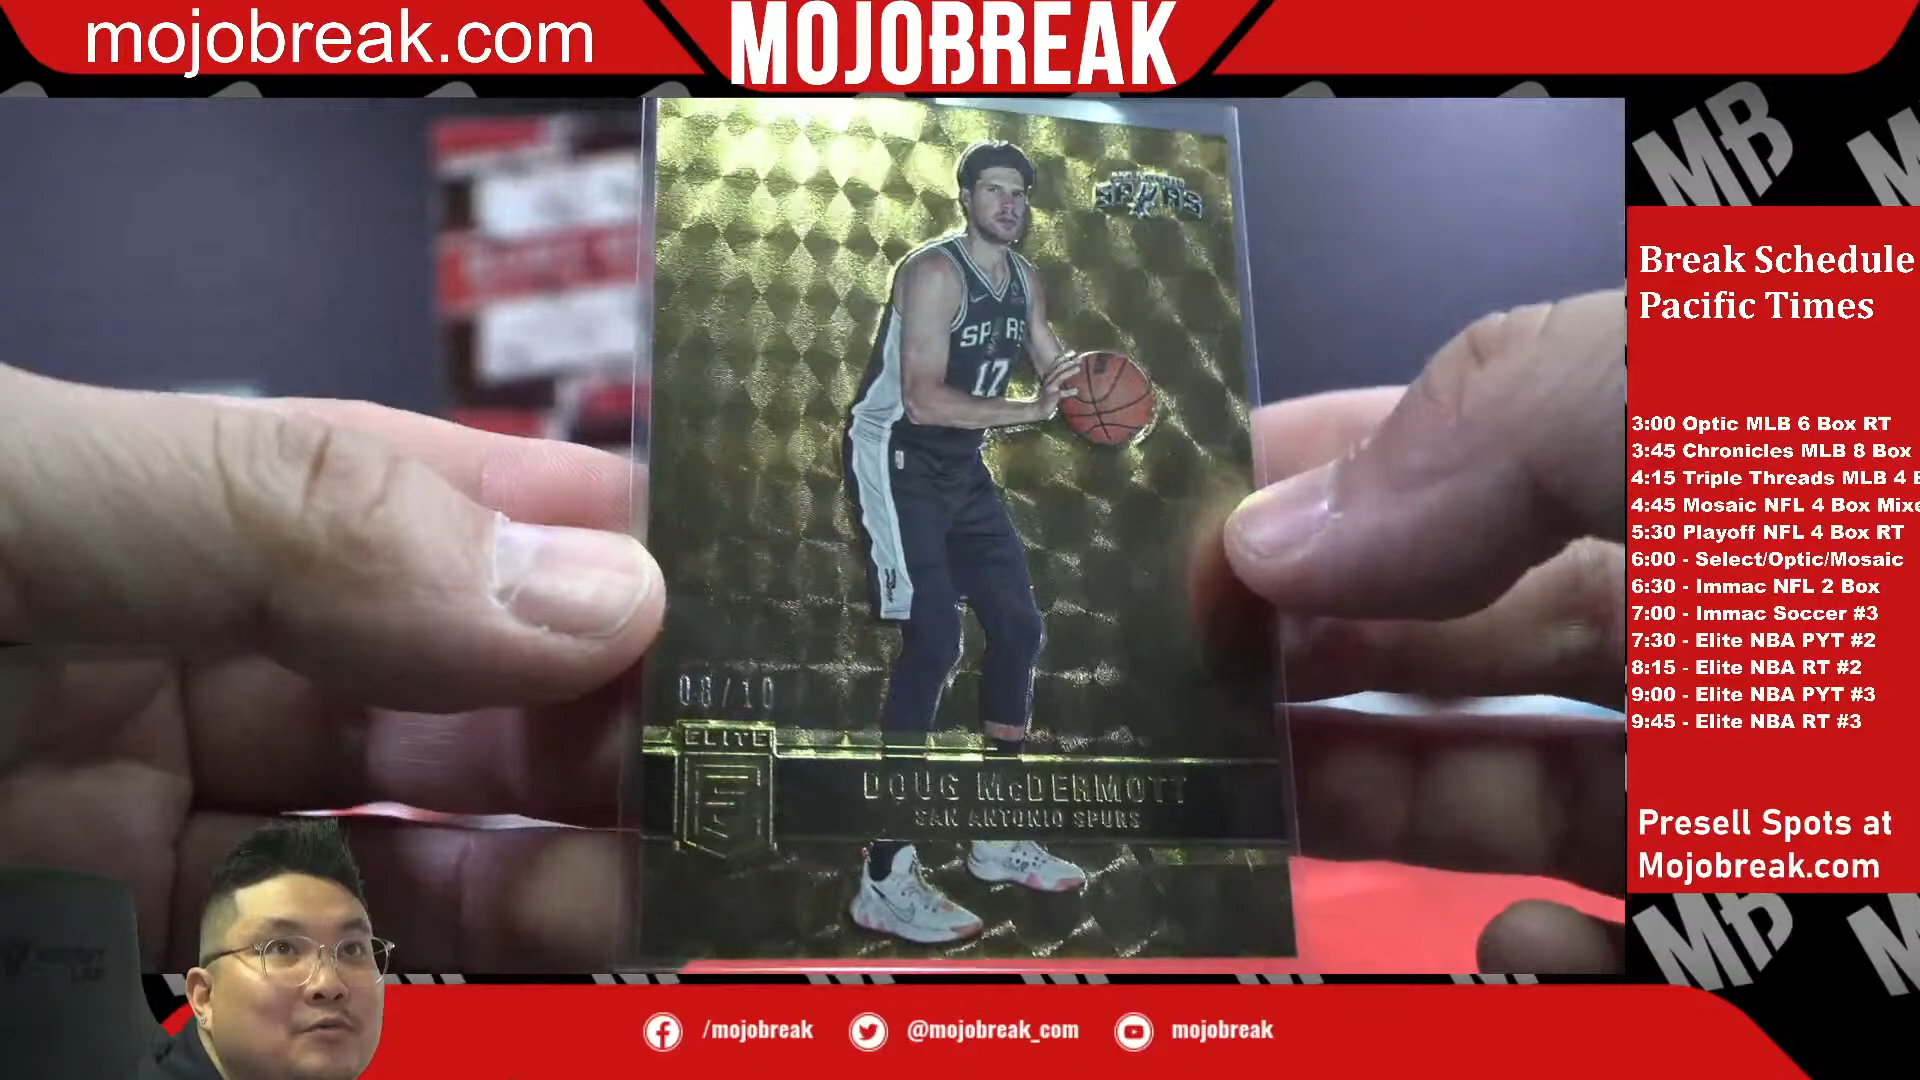 mojobreak.com
MOJOBREAK
SPURS
SPURS
17
08/10
ELITE
DOUG McDERMOTT
SAN ANTONIO SPURS
Break Schedule
Pacific Times
3:00 Optic MLB 6 Box RT
3:45 Chronicles MLB 8 Box
4:15 Triple Threads MLB 4 B
4:45 Mosaic NFL 4 Box Mixe
5:30 Playoff NFL 4 Box RT
6:00 - Select/Optic/Mosaic
6:30 - Immac NFL 2 Box
7:00 - Immac Soccer #3
7:30 - Elite NBA PYT #2
8:15 - Elite NBA RT #2
9:00 - Elite NBA PYT #3
9:45 - Elite NBA RT #3
Presell Spots at
Mojobreak.com
MB
MB
/mojobreak
@mojobreak_com
mojobreak